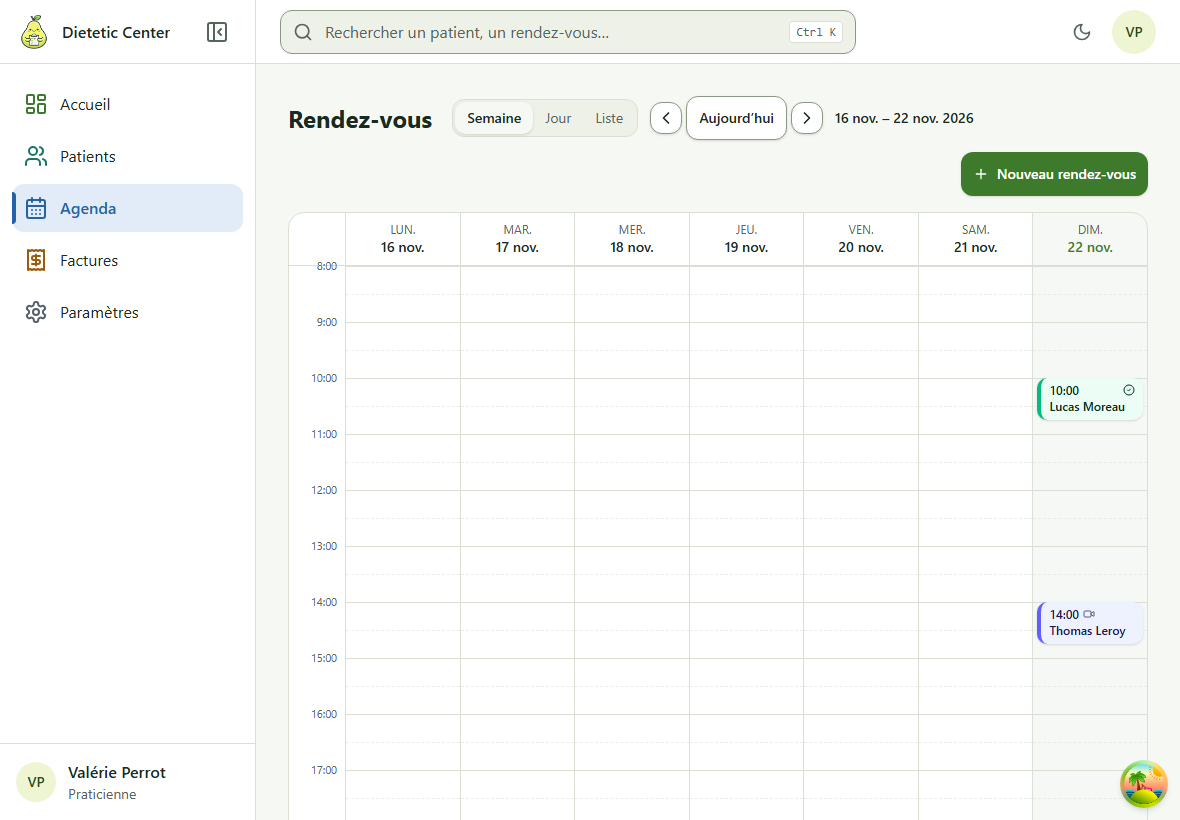 Dietetic Center
Rechercher un patient, un rendez-vous...
Ctrl K
VP
Accueil
Patients
Agenda
Factures
Paramètres
Rendez-vous
Semaine
Jour
Liste
Aujourd’hui
16 nov. – 22 nov. 2026
+ Nouveau rendez-vous
LUN.
16 nov.
MAR.
17 nov.
MER.
18 nov.
JEU.
19 nov.
VEN.
20 nov.
SAM.
21 nov.
DIM.
22 nov.
8:00
9:00
10:00
10:00
Lucas Moreau
11:00
12:00
13:00
14:00
14:00
Thomas Leroy
15:00
16:00
17:00
VP
Valérie Perrot
Praticienne